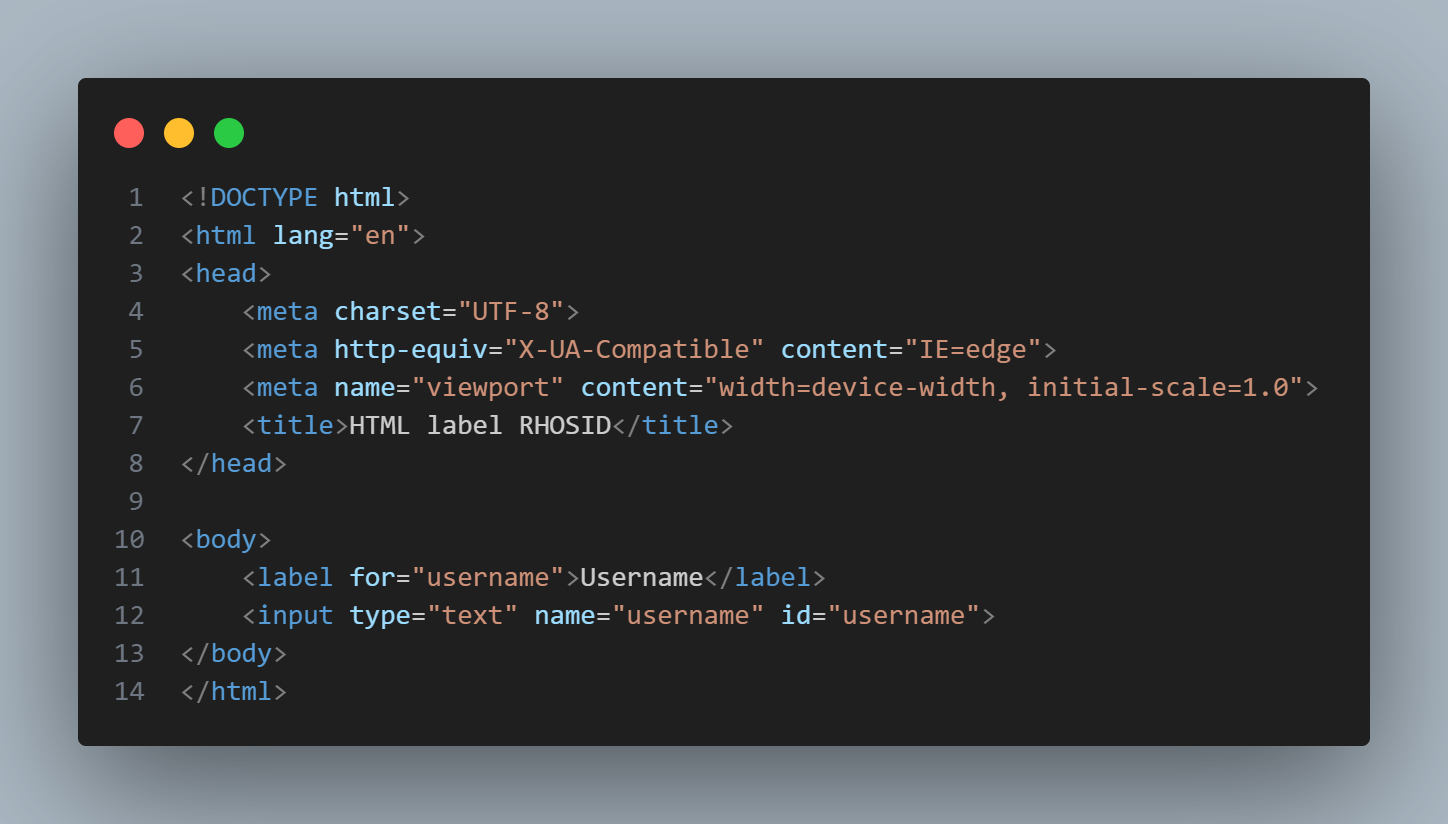 1 <!DOCTYPE html>
2 <html lang="en">
3 <head>
4     <meta charset="UTF-8">
5     <meta http-equiv="X-UA-Compatible" content="IE=edge">
6     <meta name="viewport" content="width=device-width, initial-scale=1.0">
7     <title>HTML label RHOSID</title>
8 </head>
9
10 <body>
11     <label for="username">Username</label>
12     <input type="text" name="username" id="username">
13 </body>
14 </html>